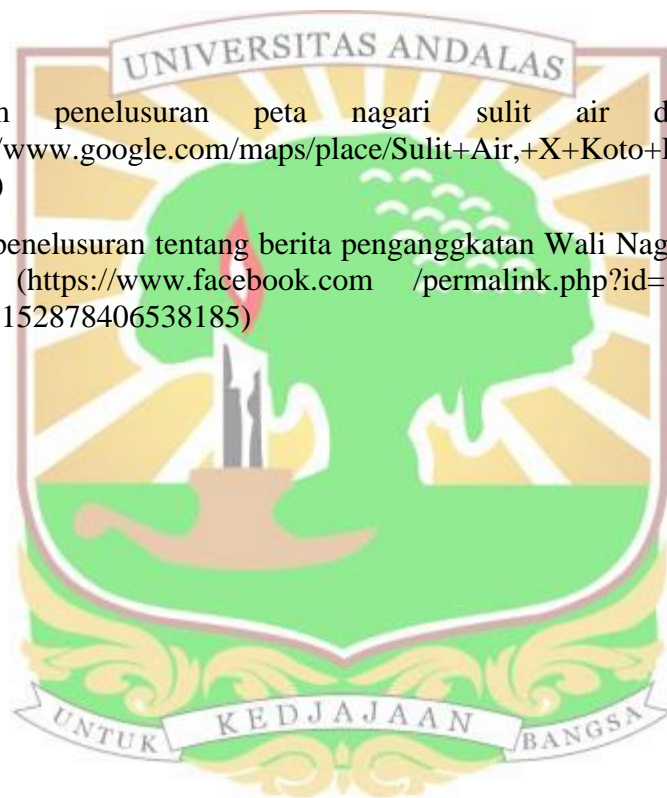 UNIVERSITAS ANDALAS
penelusuran peta nagari sulit air d
/www.google.com/maps/place/Sulit+Air,+X+Koto+
)
penelusuran tentang berita penganggkatan Wali Nag
(https://www.facebook.com /permalink.php?id=
152878406538185)
UNTUK KEDJAJAAN BANGSA